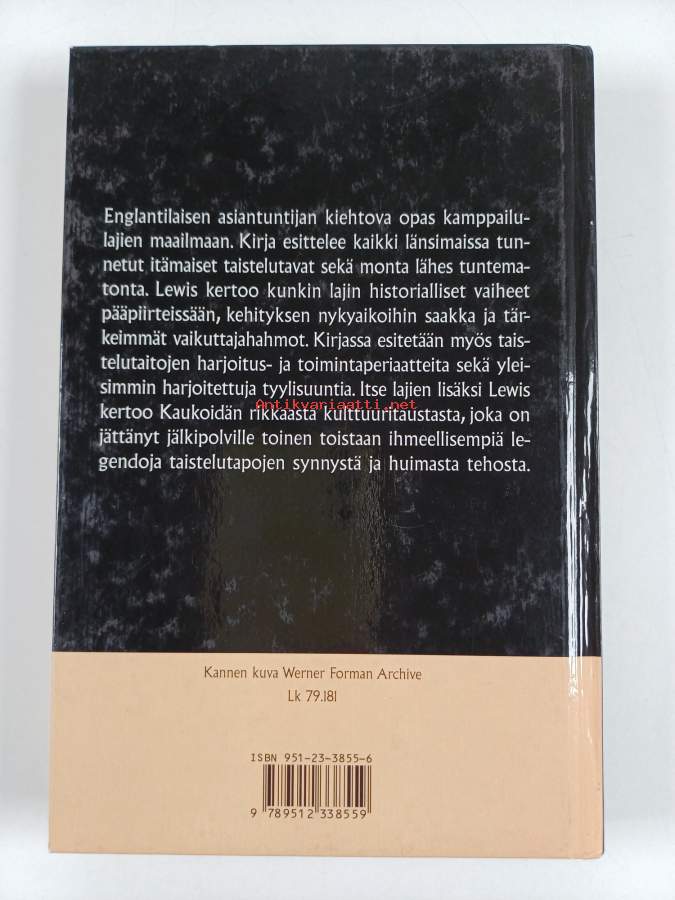 Englantilaisen asiantuntijan kiehtova opas kamppailu-
lajien maailmaan. Kirja esittelee kaikki länsimaissa tun-
netut itämaiset taistelutavat sekä monta lähes tuntema-
tonta. Lewis kertoo kunkin lajin historialliset vaiheet
pääpiirteissään, kehityksen nykyaikoihin saakka ja tär-
keimmät vaikuttajahahmot. Kirjassa esitetään myös tais-
telutaitojen harjoitus- ja toimintaperiaatteita sekä ylei-
simmin harjoitettuja tyylisuuntia. Itse lajien lisäksi Lewis
Antikvariaatti.net
kertoo Kaukoidän rikkaasta kulttuuritaustasta, joka on
jättänyt jälkipolville toinen toistaan ihmeellisempiä le-
gendoja taistelutapojen synnystä ja huimasta tehosta.
Kannen kuva Werner Forman Archive
Lk 79.181
ISBN 951-23-3855-6
9 789512 338559